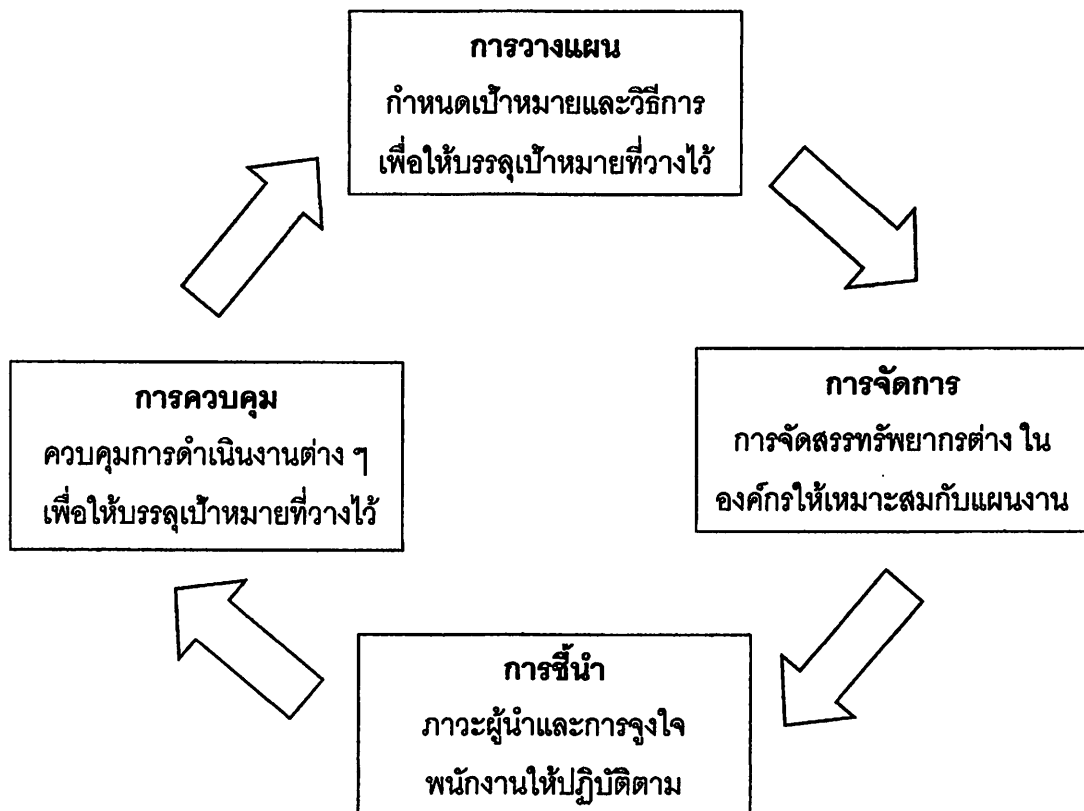 การวางแผน
กำหนดเป้าหมายและวิธีการ
เพื่อให้บรรลุเป้าหมายที่วางไว้
การจัดการ
การจัดสรรทรัพยากรต่าง ใน
องค์กรให้เหมาะสมกับแผนงาน
การชี้นำ
ภาวะผู้นำและการจูงใจ
พนักงานให้ปฏิบัติตาม
การควบคุม
ควบคุมการดำเนินงานต่าง ๆ
เพื่อให้บรรลุเป้าหมายที่วางไว้